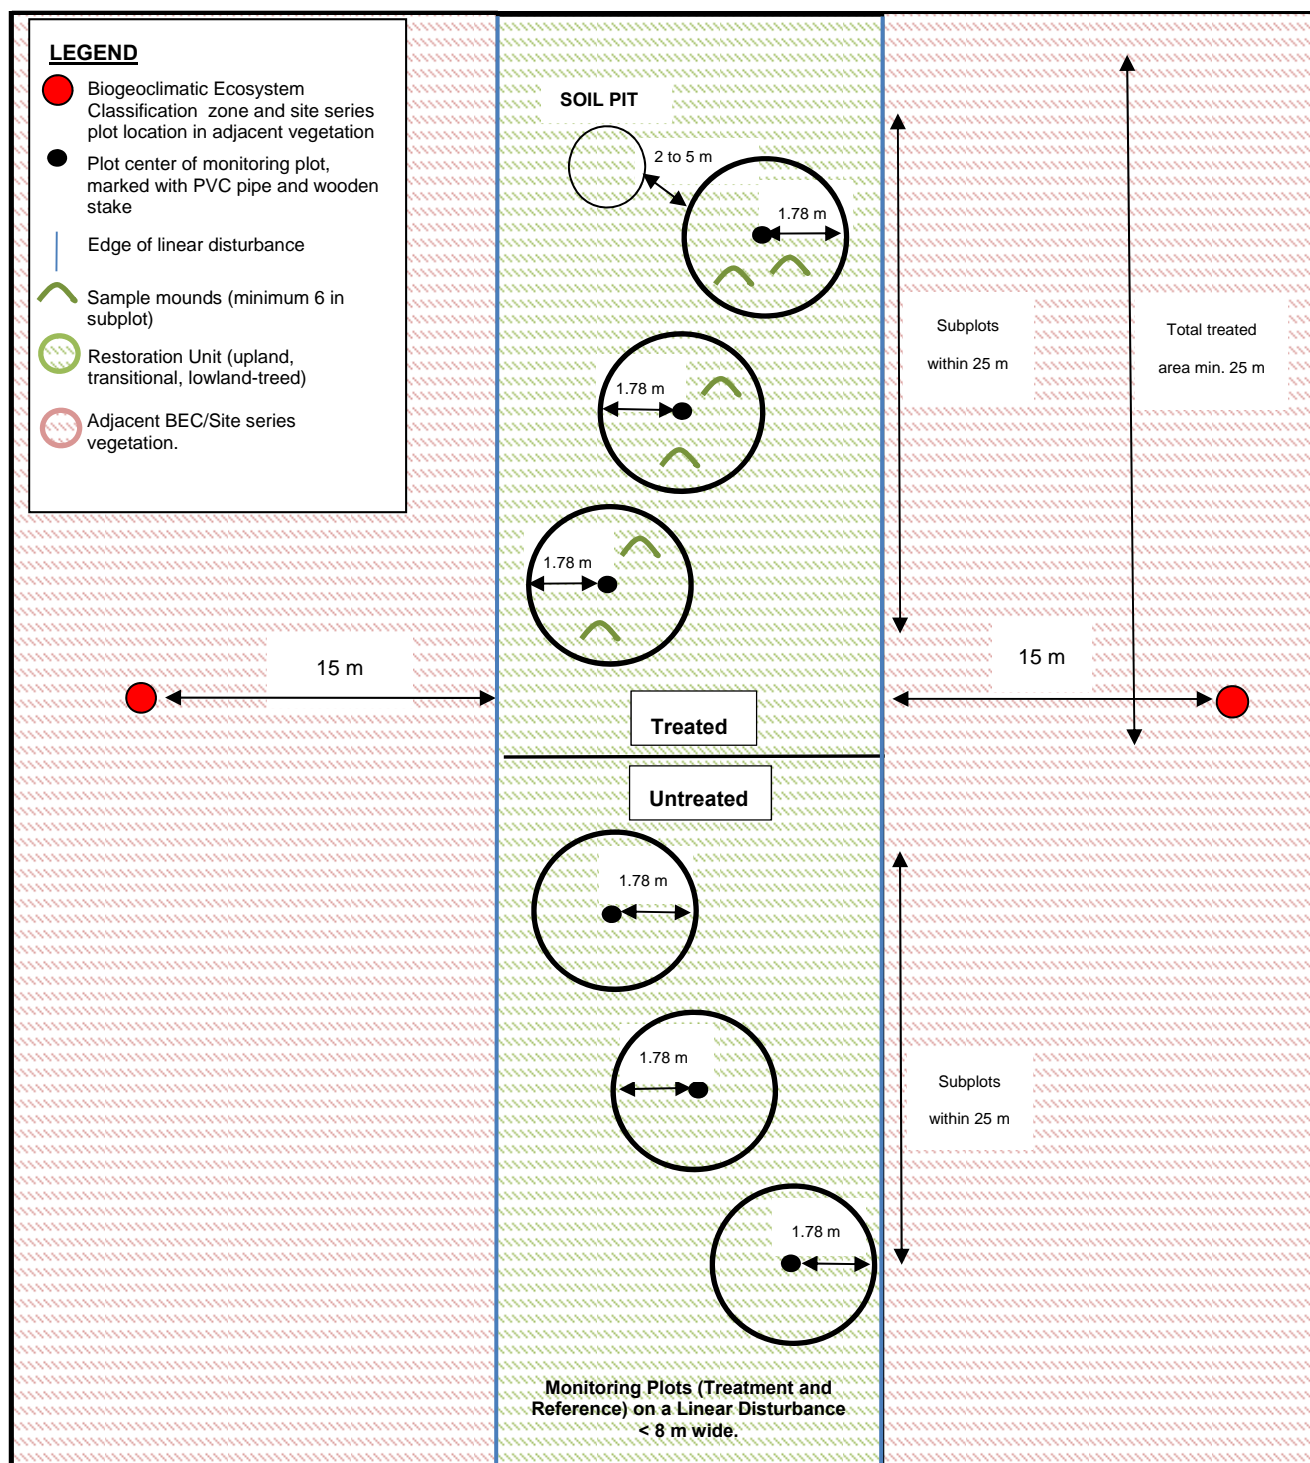 LEGEND
Biogeoclimatic Ecosystem
Classification zone and site series
plot location in adjacent vegetation
Plot center of monitoring plot,
marked with PVC pipe and wooden
stake
Edge of linear disturbance
Sample mounds (minimum 6 in
subplot)
Restoration Unit (upland,
transitional, lowland-treed)
Adjacent BEC/Site series
vegetation.
SOIL PIT
2 to 5 m
1.78 m
1.78 m
1.78 m
Subplots
within 25 m
Total treated
area min. 25 m
15 m
15 m
Treated
Untreated
1.78 m
1.78 m
1.78 m
Subplots
within 25 m
Monitoring Plots (Treatment and
Reference) on a Linear Disturbance
< 8 m wide.